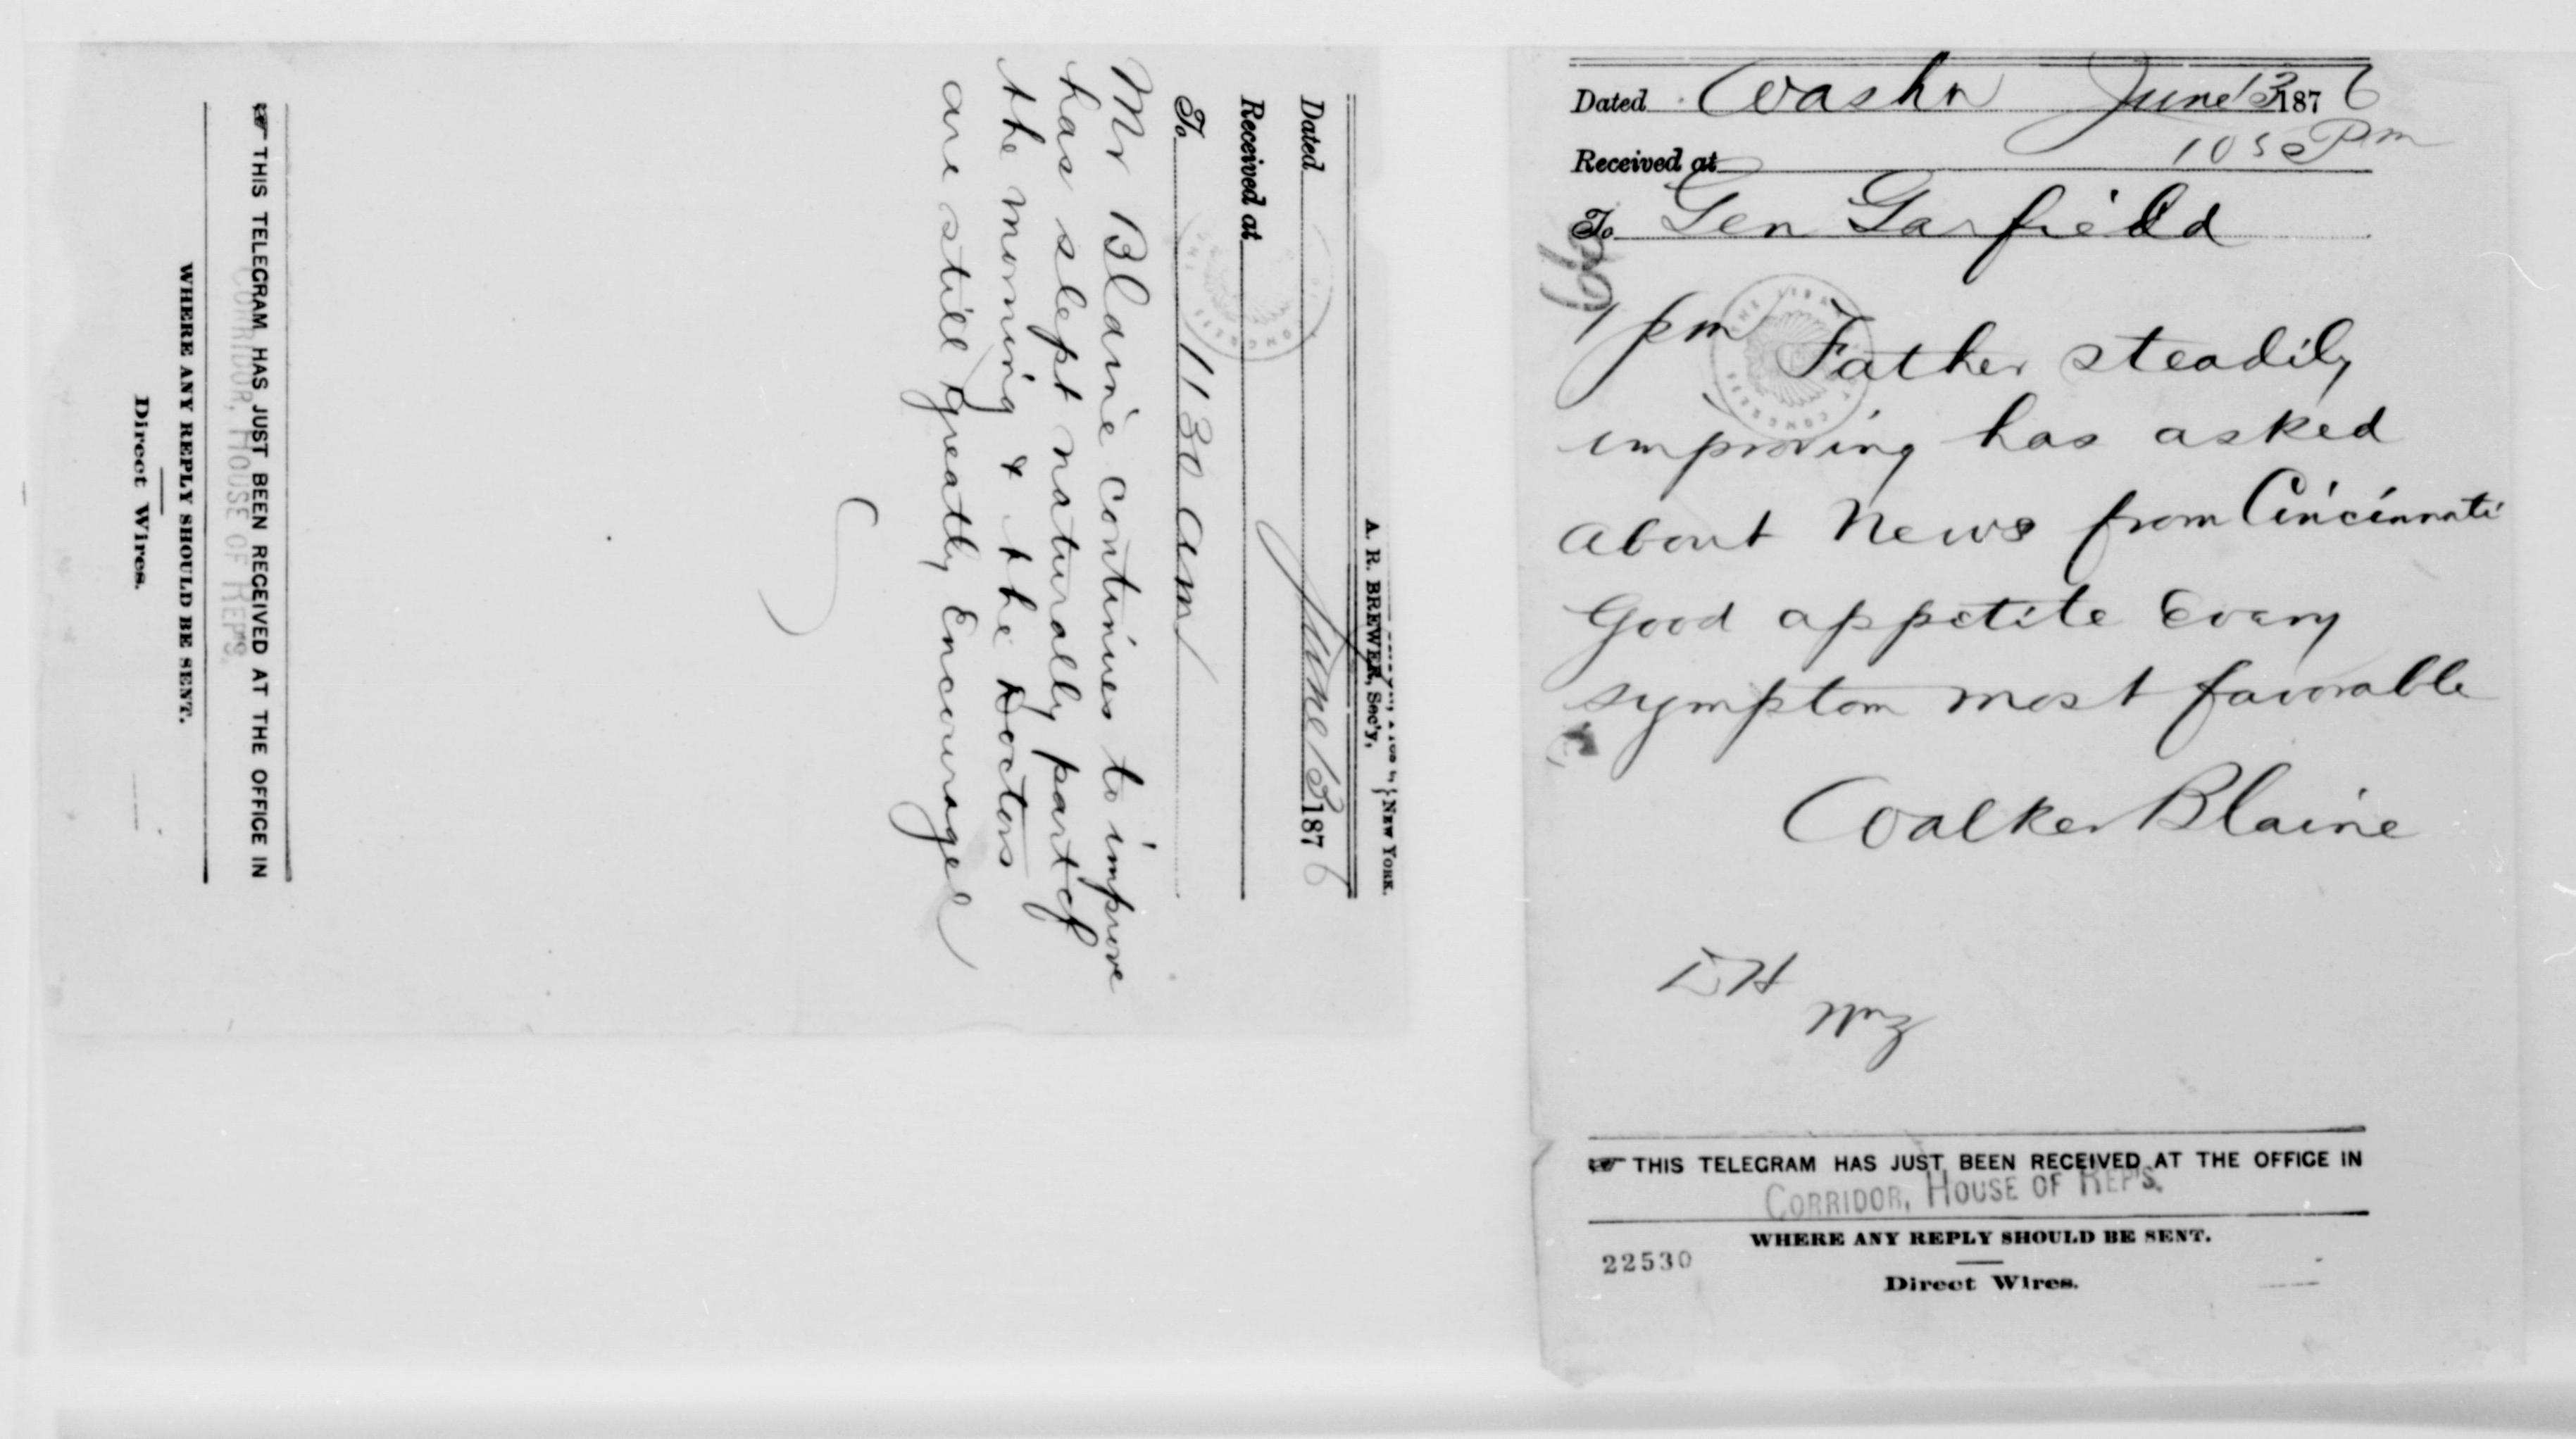 A. R. BREWER, Sec'y, } NEW YORK.
Dated June 13 1876
Received at
To 11 30 am
Mr Blaine continues to improve
has slept naturally part of
the morning & the Doctors
are still greatly Encouraged
☞ THIS TELEGRAM HAS JUST BEEN RECEIVED AT THE OFFICE IN
CORRIDOR, HOUSE OF REP'S.
WHERE ANY REPLY SHOULD BE SENT.
Direct Wires.
Dated Washn June 13 1876
Received at 105 Pm
To Gen Garfield
1 pm Father steadily
improving has asked
about News from Cincinnati
Good appetite Every
symptom most favorable
Walker Blaine
DH
☞ THIS TELEGRAM HAS JUST BEEN RECEIVED AT THE OFFICE IN
CORRIDOR, HOUSE OF REP'S.
WHERE ANY REPLY SHOULD BE SENT.
22530
Direct Wires.